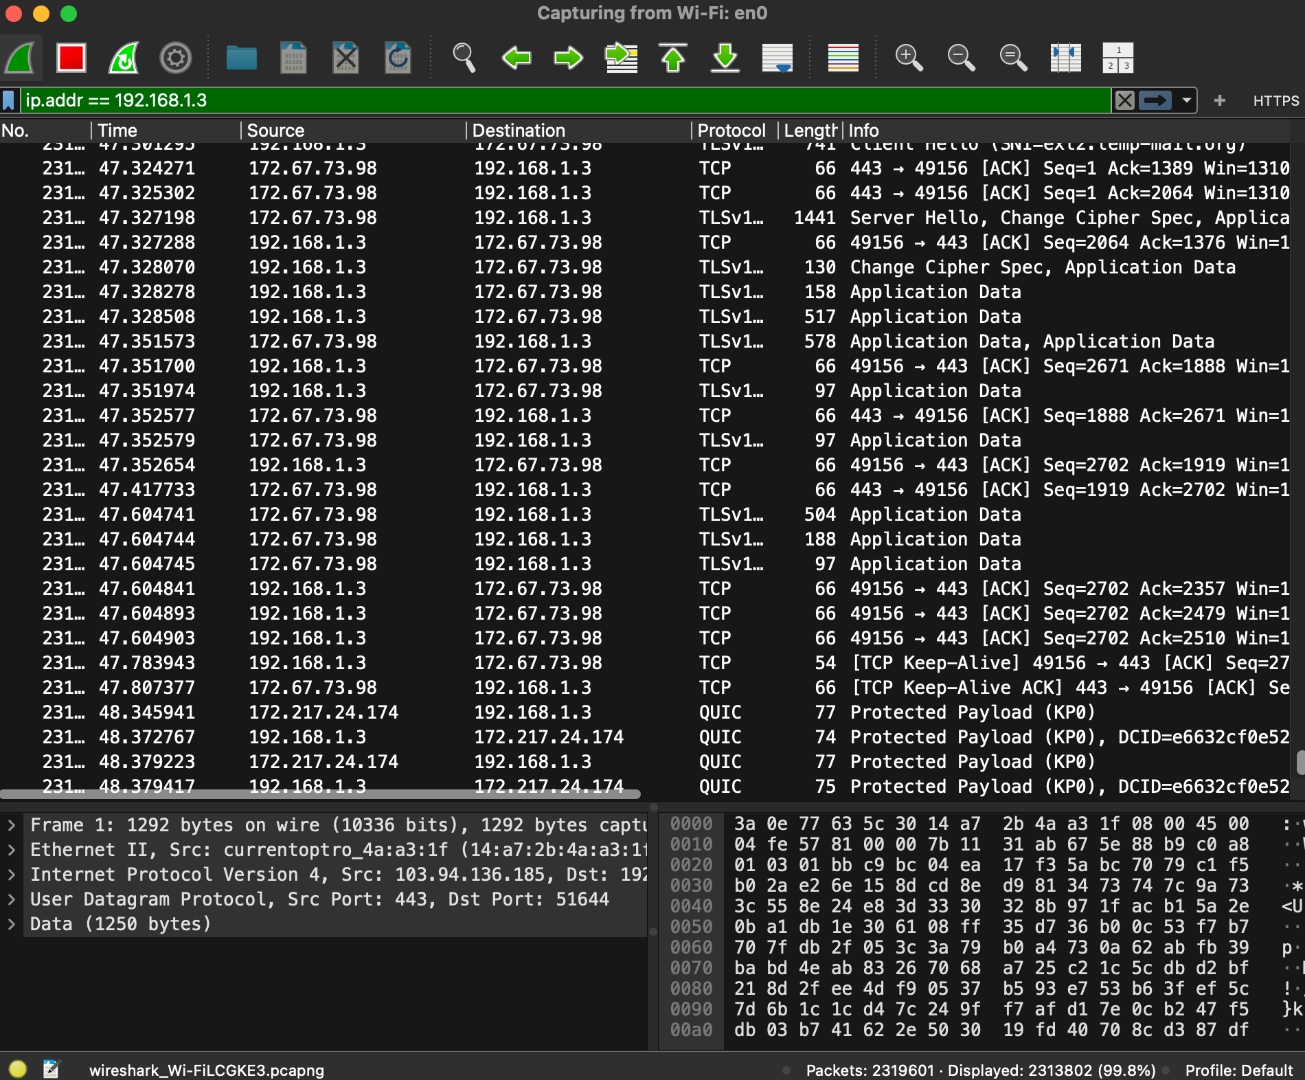 Capturing from Wi-Fi: en0
ip.addr == 192.168.1.3 HTTPS
No. Time Source Destination Protocol Length Info
231… 47.301295 192.168.1.3 172.67.73.98 TLSv1… 741 Client Hello (SNI=ext2.temp-mail.org)
231… 47.324271 172.67.73.98 192.168.1.3 TCP 66 443 → 49156 [ACK] Seq=1 Ack=1389 Win=1310
231… 47.325302 172.67.73.98 192.168.1.3 TCP 66 443 → 49156 [ACK] Seq=1 Ack=2064 Win=1310
231… 47.327198 172.67.73.98 192.168.1.3 TLSv1… 1441 Server Hello, Change Cipher Spec, Applica
231… 47.327288 192.168.1.3 172.67.73.98 TCP 66 49156 → 443 [ACK] Seq=2064 Ack=1376 Win=1
231… 47.328070 192.168.1.3 172.67.73.98 TLSv1… 130 Change Cipher Spec, Application Data
231… 47.328278 192.168.1.3 172.67.73.98 TLSv1… 158 Application Data
231… 47.328508 192.168.1.3 172.67.73.98 TLSv1… 517 Application Data
231… 47.351573 172.67.73.98 192.168.1.3 TLSv1… 578 Application Data, Application Data
231… 47.351700 192.168.1.3 172.67.73.98 TCP 66 49156 → 443 [ACK] Seq=2671 Ack=1888 Win=1
231… 47.351974 192.168.1.3 172.67.73.98 TLSv1… 97 Application Data
231… 47.352577 172.67.73.98 192.168.1.3 TCP 66 443 → 49156 [ACK] Seq=1888 Ack=2671 Win=1
231… 47.352579 172.67.73.98 192.168.1.3 TLSv1… 97 Application Data
231… 47.352654 192.168.1.3 172.67.73.98 TCP 66 49156 → 443 [ACK] Seq=2702 Ack=1919 Win=1
231… 47.417733 172.67.73.98 192.168.1.3 TCP 66 443 → 49156 [ACK] Seq=1919 Ack=2702 Win=1
231… 47.604741 172.67.73.98 192.168.1.3 TLSv1… 504 Application Data
231… 47.604744 172.67.73.98 192.168.1.3 TLSv1… 188 Application Data
231… 47.604745 172.67.73.98 192.168.1.3 TLSv1… 97 Application Data
231… 47.604841 192.168.1.3 172.67.73.98 TCP 66 49156 → 443 [ACK] Seq=2702 Ack=2357 Win=1
231… 47.604893 192.168.1.3 172.67.73.98 TCP 66 49156 → 443 [ACK] Seq=2702 Ack=2479 Win=1
231… 47.604903 192.168.1.3 172.67.73.98 TCP 66 49156 → 443 [ACK] Seq=2702 Ack=2510 Win=1
231… 47.783943 192.168.1.3 172.67.73.98 TCP 54 [TCP Keep-Alive] 49156 → 443 [ACK] Seq=27
231… 47.807377 172.67.73.98 192.168.1.3 TCP 66 [TCP Keep-Alive ACK] 443 → 49156 [ACK] Se
231… 48.345941 172.217.24.174 192.168.1.3 QUIC 77 Protected Payload (KP0)
231… 48.372767 192.168.1.3 172.217.24.174 QUIC 74 Protected Payload (KP0), DCID=e6632cf0e52
231… 48.379223 172.217.24.174 192.168.1.3 QUIC 77 Protected Payload (KP0)
231… 48.379417 192.168.1.3 172.217.24.174 QUIC 75 Protected Payload (KP0), DCID=e6632cf0e52
Frame 1: 1292 bytes on wire (10336 bits), 1292 bytes captu
Ethernet II, Src: currentoptro_4a:a3:1f (14:a7:2b:4a:a3:1f
Internet Protocol Version 4, Src: 103.94.136.185, Dst: 192
User Datagram Protocol, Src Port: 443, Dst Port: 51644
Data (1250 bytes)
0000 3a 0e 77 63 5c 30 14 a7 2b 4a a3 1f 08 00 45 00
0010 04 fe 57 81 00 00 7b 11 31 ab 67 5e 88 b9 c0 a8
0020 01 03 01 bb c9 bc 04 ea 17 f3 5a bc 70 79 c1 f5
0030 b0 2a e2 6e 15 8d cd 8e d9 81 34 73 74 7c 9a 73 ·*
0040 3c 55 8e 24 e8 3d 33 30 32 8b 97 1f ac b1 5a 2e <U
0050 0b a1 db 1e 30 61 08 ff 35 d7 36 b0 0c 53 f7 b7 ··
0060 70 7f db 2f 05 3c 3a 79 b0 a4 73 0a 62 ab fb 39 p·
0070 ba bd 4e ab 83 26 70 68 a7 25 c2 1c 5c db d2 bf
0080 21 8d 2f ee 4d f9 05 37 b5 93 e7 53 b6 3f ef 5c !·
0090 7d 6b 1c 1c d4 7c 24 9f f7 af d1 7e 0c b2 47 f5 }k
00a0 db 03 b7 41 62 2e 50 30 19 fd 40 70 8c d3 87 df ··
wireshark_Wi-FiLCGKE3.pcapng Packets: 2319601 · Displayed: 2313802 (99.8%) Profile: Default